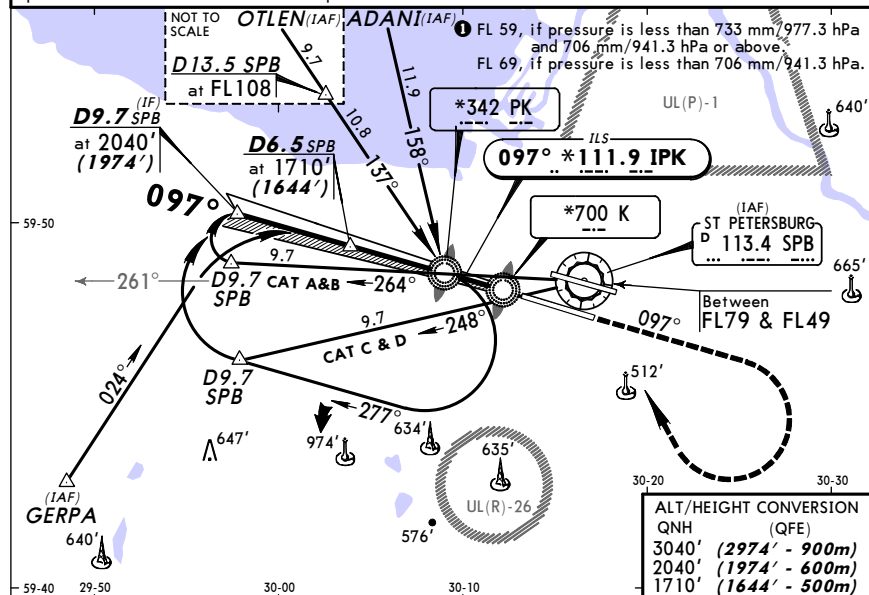 NOT TO
SCALE
OTLEN (IAF)
ADANI (IAF)
1 FL 59, if pressure is less than 733 mm/977.3 hPa
and 706 mm/941.3 hPa or above.
FL 69, if pressure is less than 706 mm/941.3 hPa.
9.7
D13.5 SPB
at FL108
11.9
10.8
158°
137°
*342 PK
UL(P)-1
640'
(IF)
D9.7 SPB
at 2040'
(1974')
D6.5 SPB
at 1710'
(1644')
ILS
097° *111.9 IPK
097°
*700 K
(IAF)
ST PETERSBURG
D 113.4 SPB
59-50
9.7
261°
D9.7
SPB
CAT A&B
264°
665'
Between
FL79 & FL49
9.7
248°
CAT C & D
097°
D9.7
SPB
024°
277°
512'
647'
974'
634'
635'
UL(R)-26
(IAF)
GERPA
640'
576'
30-20
30-30
59-40
29-50
30-00
30-10
ALT/HEIGHT CONVERSION
QNH (QFE)
3040' (2974' - 900m)
2040' (1974' - 600m)
1710' (1644' - 500m)